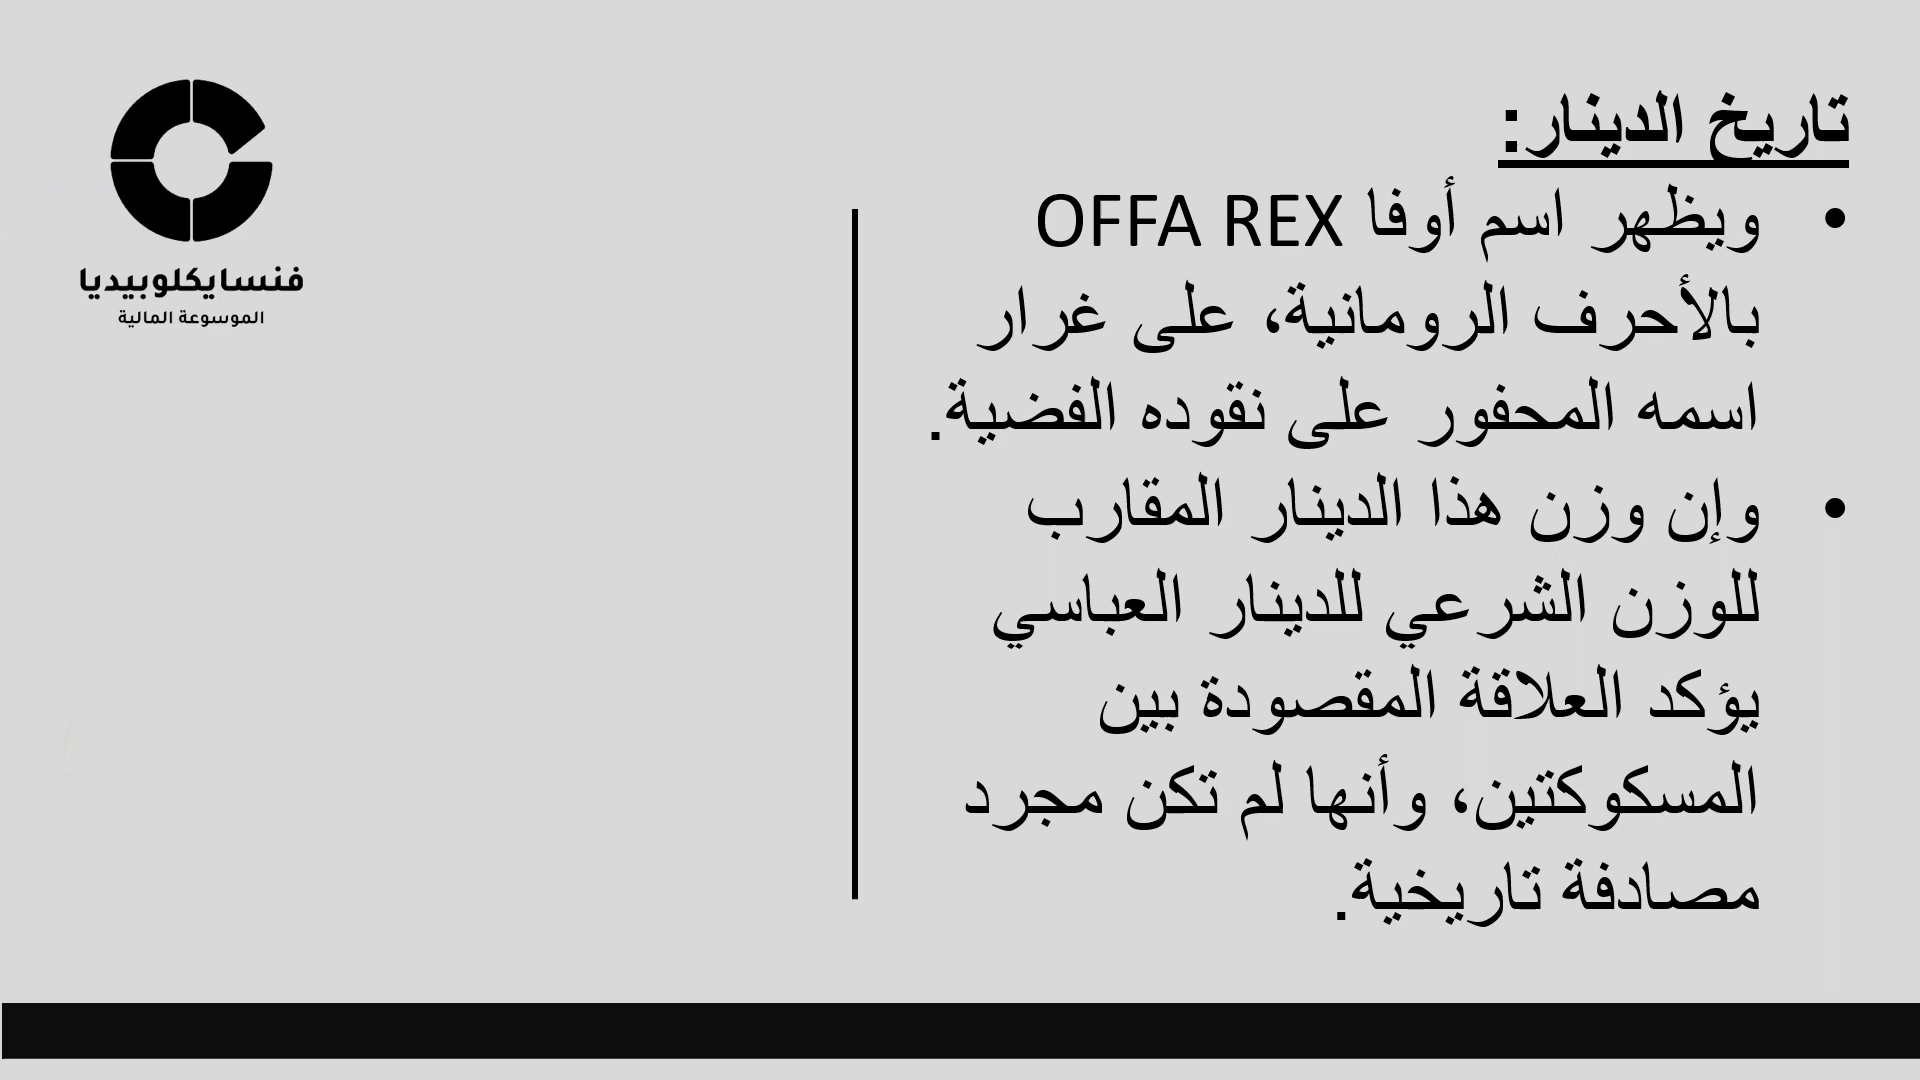 تاريخ الدينار:
• ويظهر اسم أوفا OFFA REX
بالأحرف الرومانية، على غرار
اسمه المحفور على نقوده الفضية.
• وإن وزن هذا الدينار المقارب
للوزن الشرعي للدينار العباسي
يؤكد العلاقة المقصودة بين
المسكوكتين، وأنها لم تكن مجرد
مصادفة تاريخية.
فنسايكلوبيديا
الموسوعة المالية